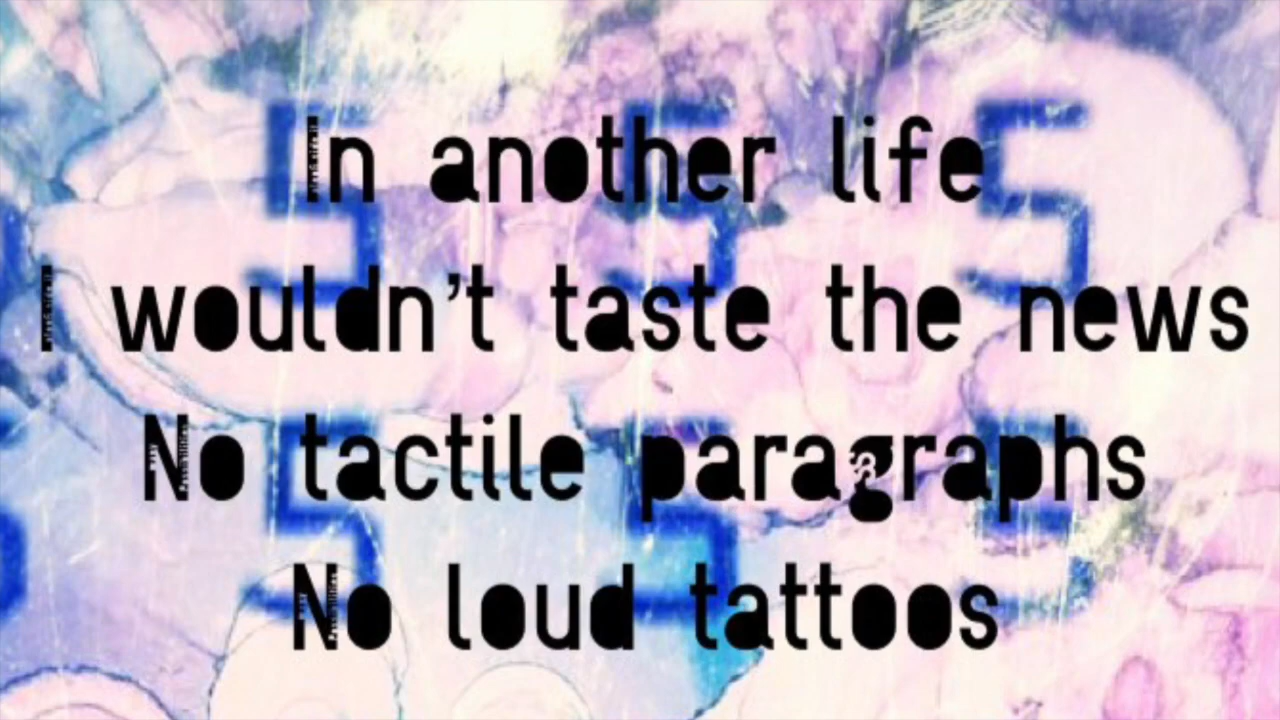 In another life
I wouldn't taste the news
No tactile paragraphs
No loud tattoos